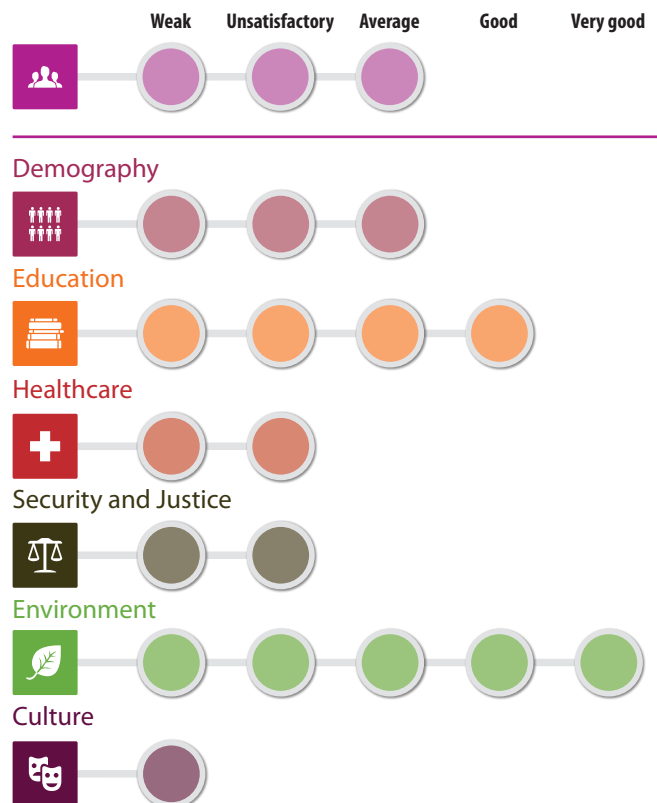 Weak Unsatisfactory Average Good Very good
Demography
Education
Healthcare
Security and Justice
Environment
Culture